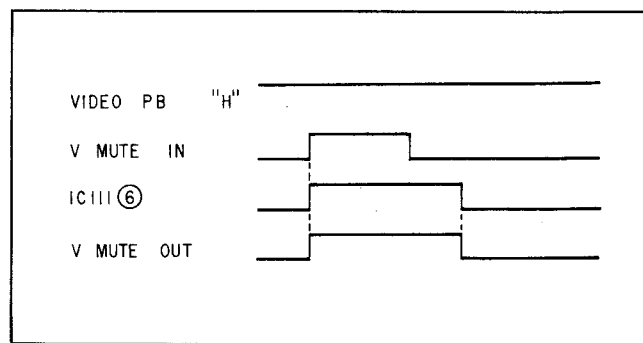 VIDEO PB "H"
V MUTE IN
IC111 ⑥
V MUTE OUT